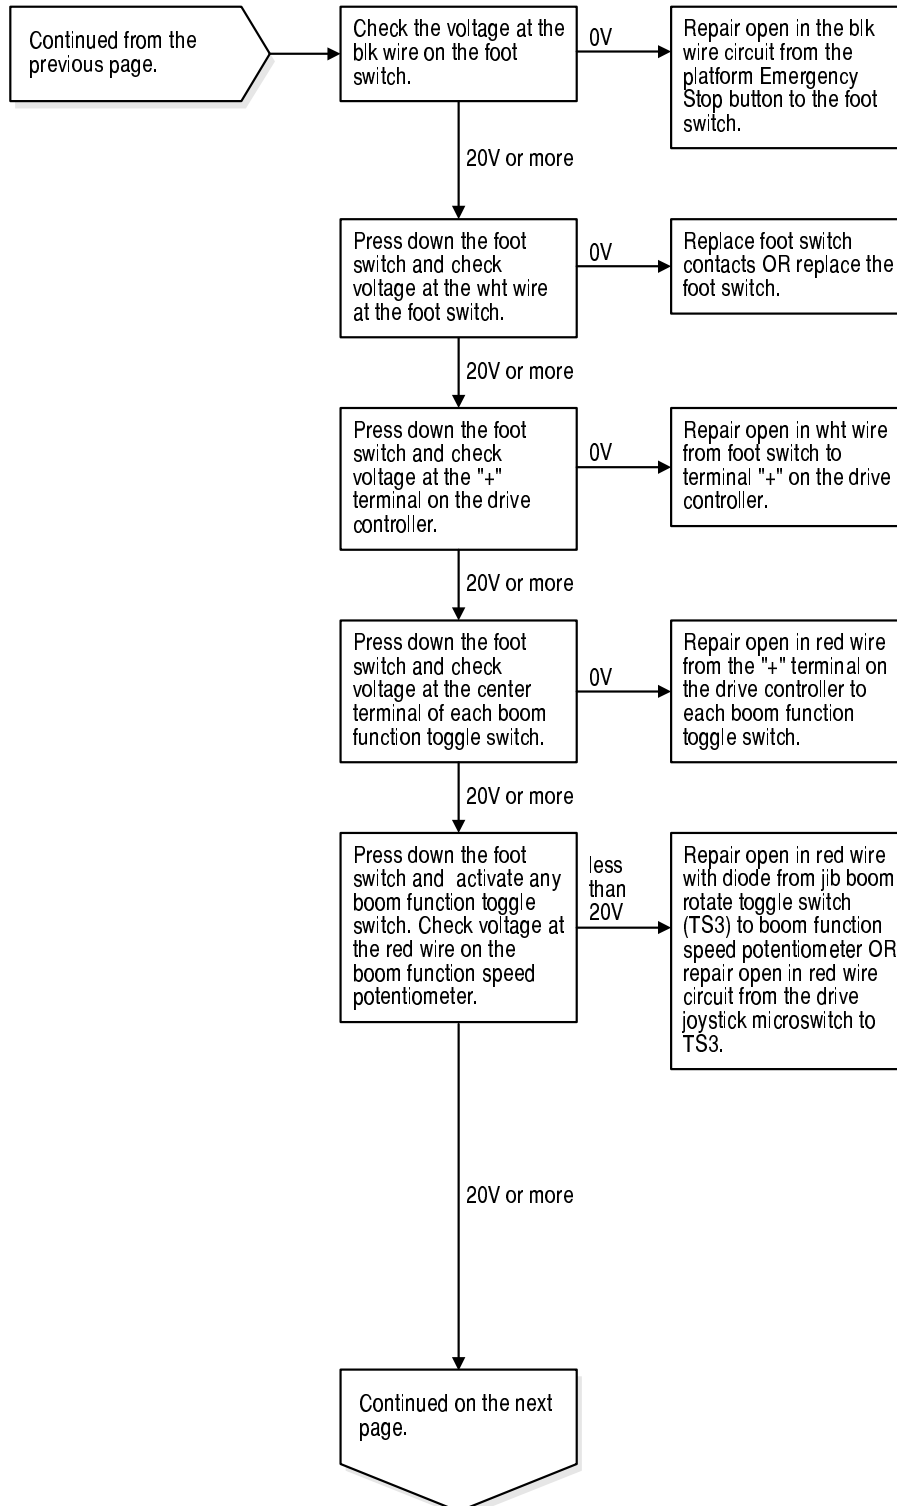 Continued from the
previous page.
Check the voltage at the
blk wire on the foot
switch.
0V
Repair open in the blk
wire circuit from the
platform Emergency
Stop button to the foot
switch.
20V or more
Press down the foot
switch and check
voltage at the wht wire
at the foot switch.
0V
Replace foot switch
contacts OR replace the
foot switch.
20V or more
Press down the foot
switch and check
voltage at the "+"
terminal on the drive
controller.
0V
Repair open in wht wire
from foot switch to
terminal "+" on the drive
controller.
20V or more
Press down the foot
switch and check
voltage at the center
terminal of each boom
function toggle switch.
0V
Repair open in red wire
from the "+" terminal on
the drive controller to
each boom function
toggle switch.
20V or more
Press down the foot
switch and activate any
boom function toggle
switch. Check voltage at
the red wire on the
boom function speed
potentiometer.
less
than
20V
Repair open in red wire
with diode from jib boom
rotate toggle switch
(TS3) to boom function
speed potentiometer OR
repair open in red wire
circuit from the drive
joystick microswitch to
TS3.
20V or more
Continued on the next
page.